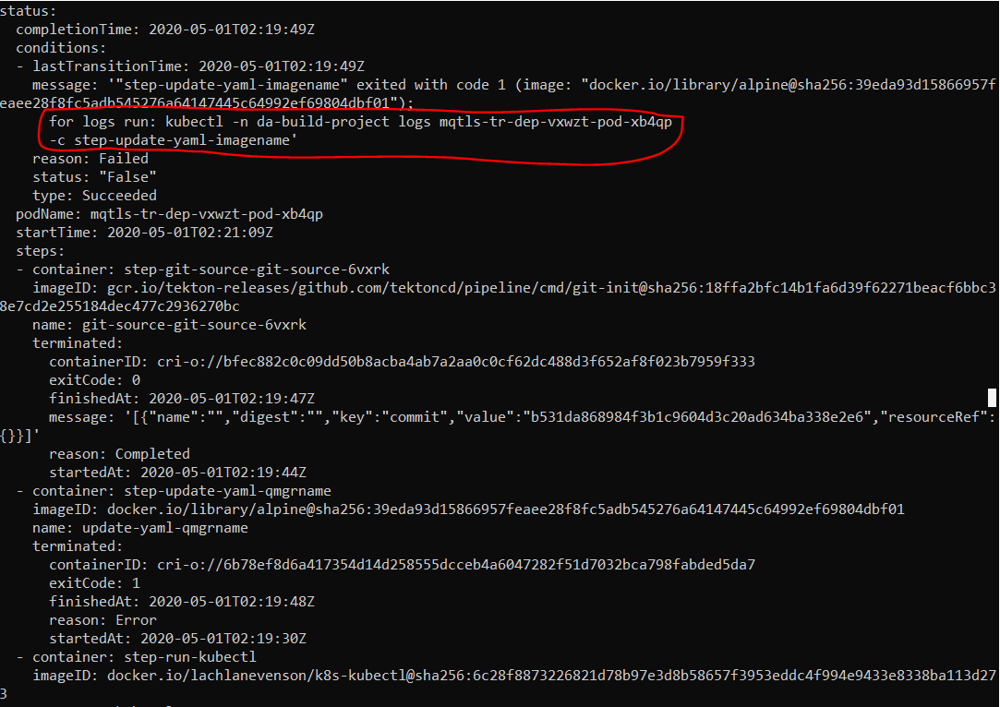 status:
completionTime: 2020-05-01T02:19:49Z
conditions:
- lastTransitionTime: 2020-05-01T02:19:49Z
message: '"step-update-yaml-imagename" exited with code 1 (image: "docker.io/library/alpine@sha256:39eda93d15866957f
eaee28f8fc5adb545276a64147445c64992ef69804dbf01");
for logs run: kubectl -n da-build-project logs mqtls-tr-dep-vxwzt-pod-xb4qp
-c step-update-yaml-imagename'
reason: Failed
status: "False"
type: Succeeded
podName: mqtls-tr-dep-vxwzt-pod-xb4qp
startTime: 2020-05-01T02:21:09Z
steps:
- container: step-git-source-git-source-6vxrk
imageID: gcr.io/tekton-releases/github.com/tektoncd/pipeline/cmd/git-init@sha256:18ffa2bfc14b1fa6d39f62271beacf6bbc3
8e7cd2e255184dec477c2936270bc
name: git-source-git-source-6vxrk
terminated:
containerID: cri-o://bfec882c0c09dd50b8acba4ab7a2aa0c0cf62dc488d3f652af8f023b7959f333
exitCode: 0
finishedAt: 2020-05-01T02:19:47Z
message: '[{"name":"","digest":"","key":"commit","value":"b531da868984f3b1c9604d3c20ad634ba338e2e6","resourceRef":
{}}]'
reason: Completed
startedAt: 2020-05-01T02:19:44Z
- container: step-update-yaml-qmgrname
imageID: docker.io/library/alpine@sha256:39eda93d15866957feaee28f8fc5adb545276a64147445c64992ef69804dbf01
name: update-yaml-qmgrname
terminated:
containerID: cri-o://6b78ef8d6a417354d14d258555dcceb4a6047282f51d7032bca798fabded5da7
exitCode: 1
finishedAt: 2020-05-01T02:19:48Z
reason: Error
startedAt: 2020-05-01T02:19:30Z
- container: step-run-kubectl
imageID: docker.io/lachlanevenson/k8s-kubectl@sha256:6c28f8873226821d78b97e3d8b58657f3953eddc4f994e9433e8338ba113d27
3